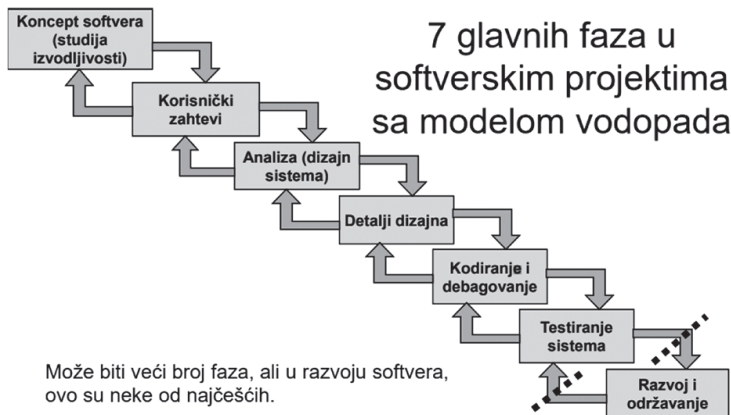 Koncept softvera
(studija
izvodljivosti)
7 glavnih faza u
softverskim projektima
sa modelom vodopada
Korisnički
zahtevi
Analiza (dizajn
sistema)
Detalji dizajna
Kodiranje i
debagovanje
Testiranje
sistema
Razvoj i
održavanje
Može biti veći broj faza, ali u razvoju softvera,
ovo su neke od najčešćih.